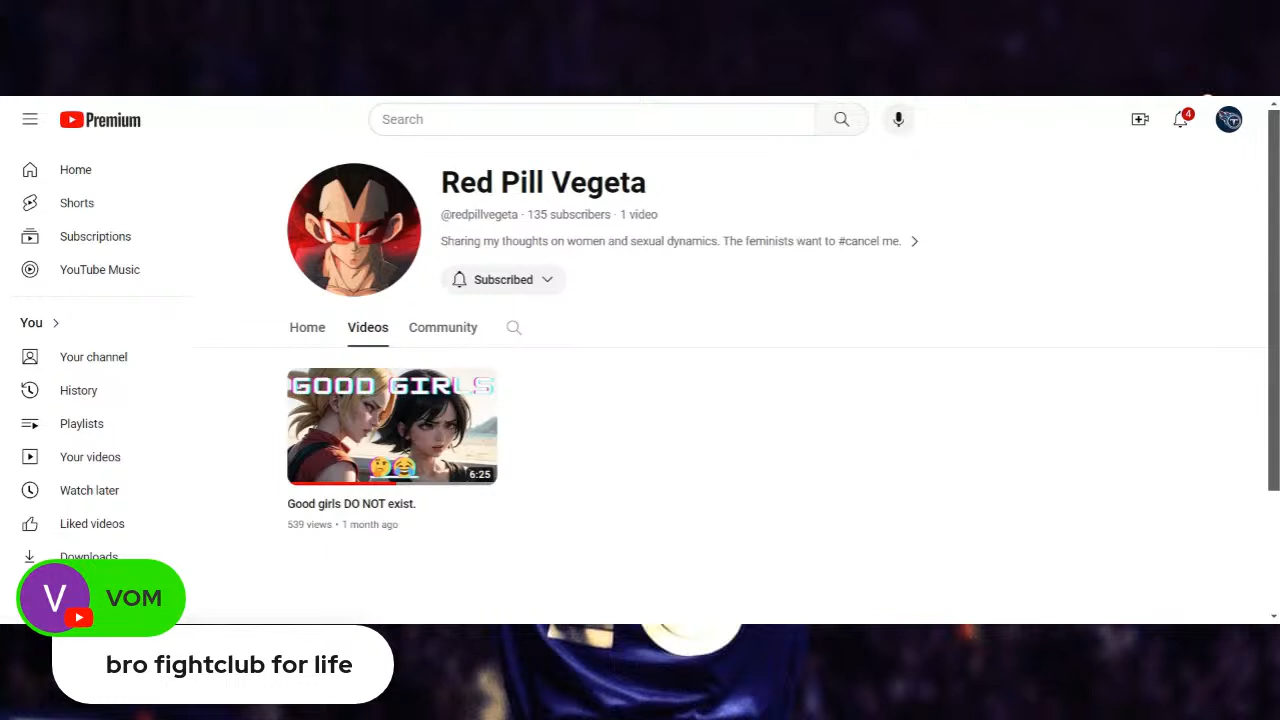 Premium
Search
4
Home
Shorts
Subscriptions
YouTube Music
You
Your channel
History
Playlists
Your videos
Watch later
Liked videos
Downloads
Red Pill Vegeta
@redpillvegeta · 135 subscribers · 1 video
Sharing my thoughts on women and sexual dynamics. The feminists want to #cancel me.
Subscribed
Home Videos Community
GOOD GIRLS
6:25
Good girls DO NOT exist.
539 views • 1 month ago
V VOM
bro fightclub for life